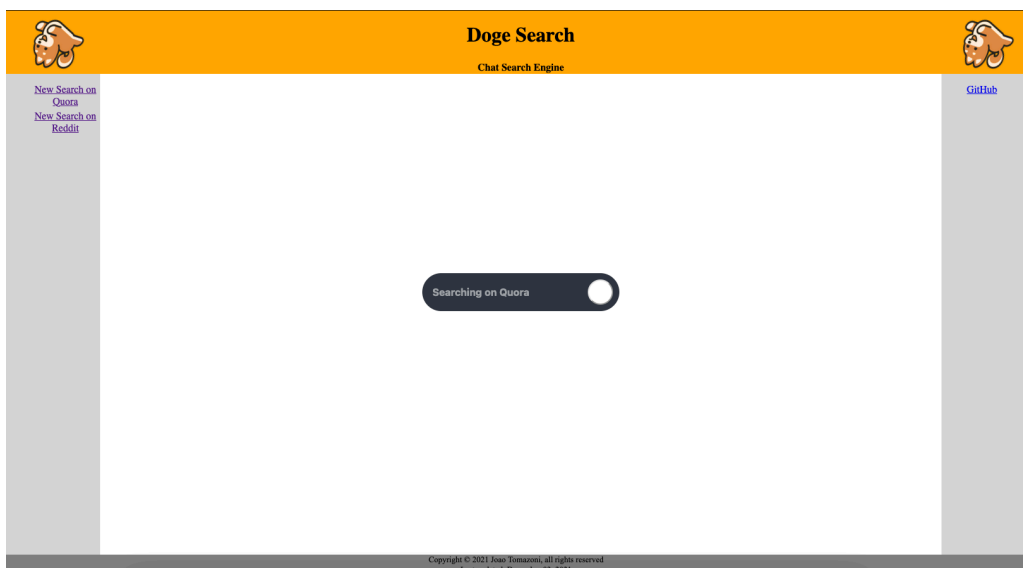 Doge Search
Chat Search Engine
New Search on
Quora
New Search on
Reddit
GitHub
Searching on Quora
Copyright © 2021 Joao Tomazoni, all rights reserved